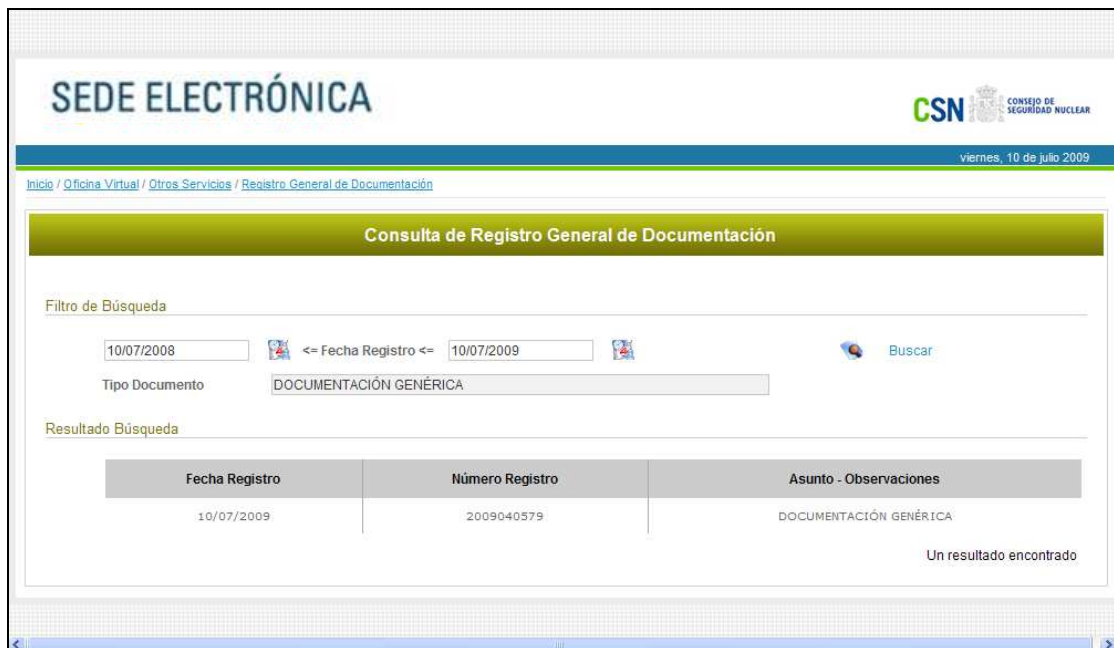 SEDE ELECTRÓNICA
CSN
CONSEJO DE
SEGURIDAD NUCLEAR
viernes, 10 de julio 2009
Inicio / Oficina Virtual / Otros Servicios / Registro General de Documentación
Consulta de Registro General de Documentación
Filtro de Búsqueda
10/07/2008 <= Fecha Registro <= 10/07/2009 Buscar
Tipo Documento DOCUMENTACIÓN GENÉRICA
Resultado Búsqueda
Fecha Registro Número Registro Asunto - Observaciones
10/07/2009 2009040579 DOCUMENTACIÓN GENÉRICA
Un resultado encontrado